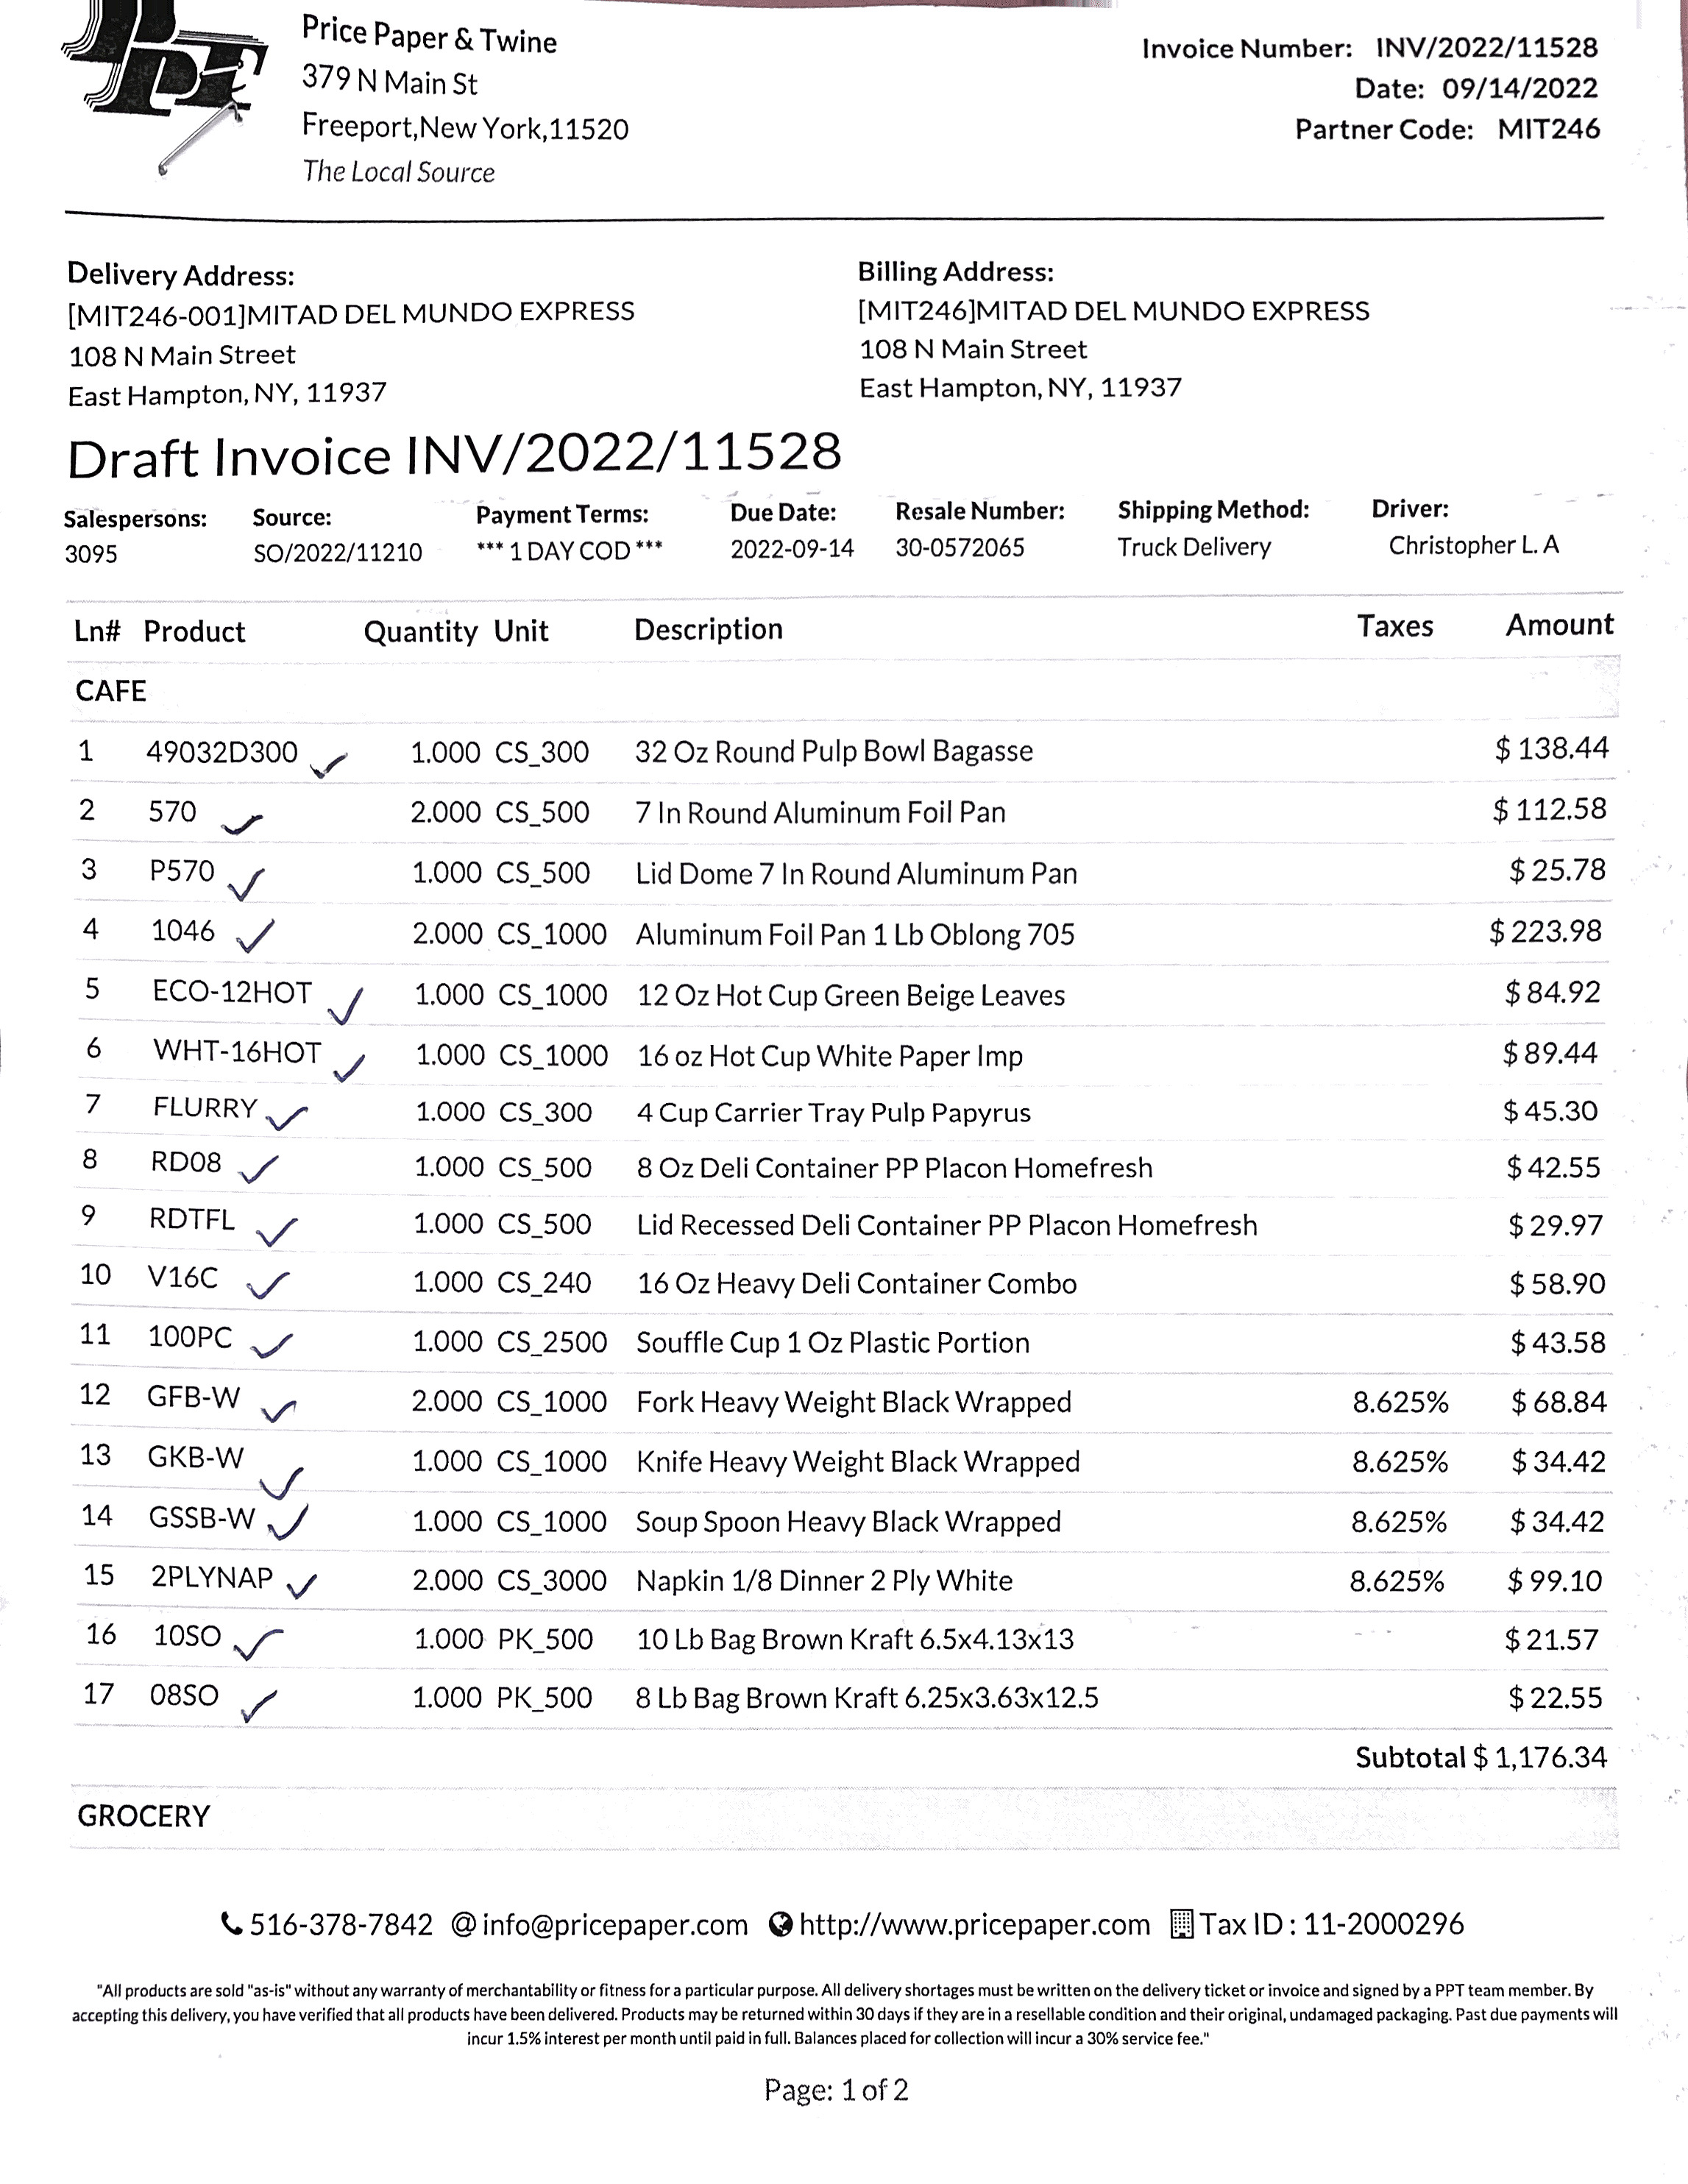 PPT
Price Paper & Twine
379 N Main St
Freeport,New York,11520
The Local Source
Invoice Number: INV/2022/11528
Date: 09/14/2022
Partner Code: MIT246
Delivery Address:
[MIT246-001]MITAD DEL MUNDO EXPRESS
108 N Main Street
East Hampton, NY, 11937
Billing Address:
[MIT246]MITAD DEL MUNDO EXPRESS
108 N Main Street
East Hampton, NY, 11937
Draft Invoice INV/2022/11528
Salespersons: Source: Payment Terms: Due Date: Resale Number: Shipping Method: Driver:
3095 SO/2022/11210 *** 1 DAY COD *** 2022-09-14 30-0572065 Truck Delivery Christopher L. A
Ln# Product Quantity Unit Description Taxes Amount
CAFE
1 49032D300 1.000 CS_300 32 Oz Round Pulp Bowl Bagasse $ 138.44
2 570 2.000 CS_500 7 In Round Aluminum Foil Pan $ 112.58
3 P570 1.000 CS_500 Lid Dome 7 In Round Aluminum Pan $ 25.78
4 1046 2.000 CS_1000 Aluminum Foil Pan 1 Lb Oblong 705 $ 223.98
5 ECO-12HOT 1.000 CS_1000 12 Oz Hot Cup Green Beige Leaves $ 84.92
6 WHT-16HOT 1.000 CS_1000 16 oz Hot Cup White Paper Imp $ 89.44
7 FLURRY 1.000 CS_300 4 Cup Carrier Tray Pulp Papyrus $ 45.30
8 RD08 1.000 CS_500 8 Oz Deli Container PP Placon Homefresh $ 42.55
9 RDTFL 1.000 CS_500 Lid Recessed Deli Container PP Placon Homefresh $ 29.97
10 V16C 1.000 CS_240 16 Oz Heavy Deli Container Combo $ 58.90
11 100PC 1.000 CS_2500 Souffle Cup 1 Oz Plastic Portion $ 43.58
12 GFB-W 2.000 CS_1000 Fork Heavy Weight Black Wrapped 8.625% $ 68.84
13 GKB-W 1.000 CS_1000 Knife Heavy Weight Black Wrapped 8.625% $ 34.42
14 GSSB-W 1.000 CS_1000 Soup Spoon Heavy Black Wrapped 8.625% $ 34.42
15 2PLYNAP 2.000 CS_3000 Napkin 1/8 Dinner 2 Ply White 8.625% $ 99.10
16 10SO 1.000 PK_500 10 Lb Bag Brown Kraft 6.5x4.13x13 $ 21.57
17 08SO 1.000 PK_500 8 Lb Bag Brown Kraft 6.25x3.63x12.5 $ 22.55
Subtotal $ 1,176.34
GROCERY
516-378-7842 @ info@pricepaper.com http://www.pricepaper.com Tax ID : 11-2000296
"All products are sold "as-is" without any warranty of merchantability or fitness for a particular purpose. All delivery shortages must be written on the delivery ticket or invoice and signed by a PPT team member. By
accepting this delivery, you have verified that all products have been delivered. Products may be returned within 30 days if they are in a resellable condition and their original, undamaged packaging. Past due payments will
incur 1.5% interest per month until paid in full. Balances placed for collection will incur a 30% service fee."
Page: 1 of 2